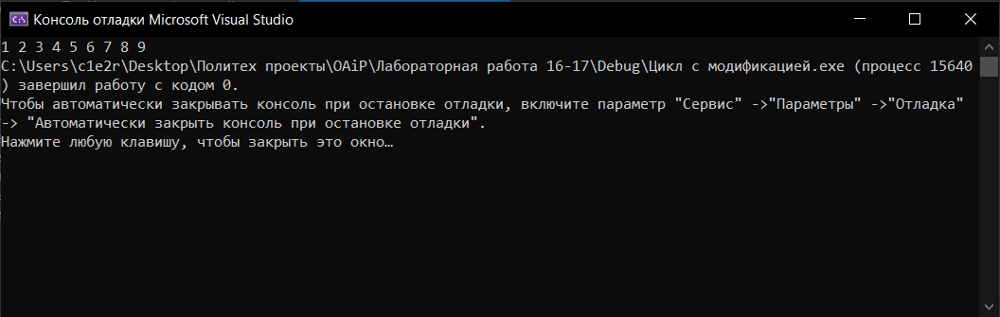 Консоль отладки Microsoft Visual Studio
1 2 3 4 5 6 7 8 9
C:\Users\c1e2r\Desktop\Политех проекты\OAiP\Лабораторная работа 16-17\Debug\Цикл с модификацией.exe (процесс 15640
) завершил работу с кодом 0.
Чтобы автоматически закрывать консоль при остановке отладки, включите параметр "Сервис" ->"Параметры" ->"Отладка"
-> "Автоматически закрыть консоль при остановке отладки".
Нажмите любую клавишу, чтобы закрыть это окно…